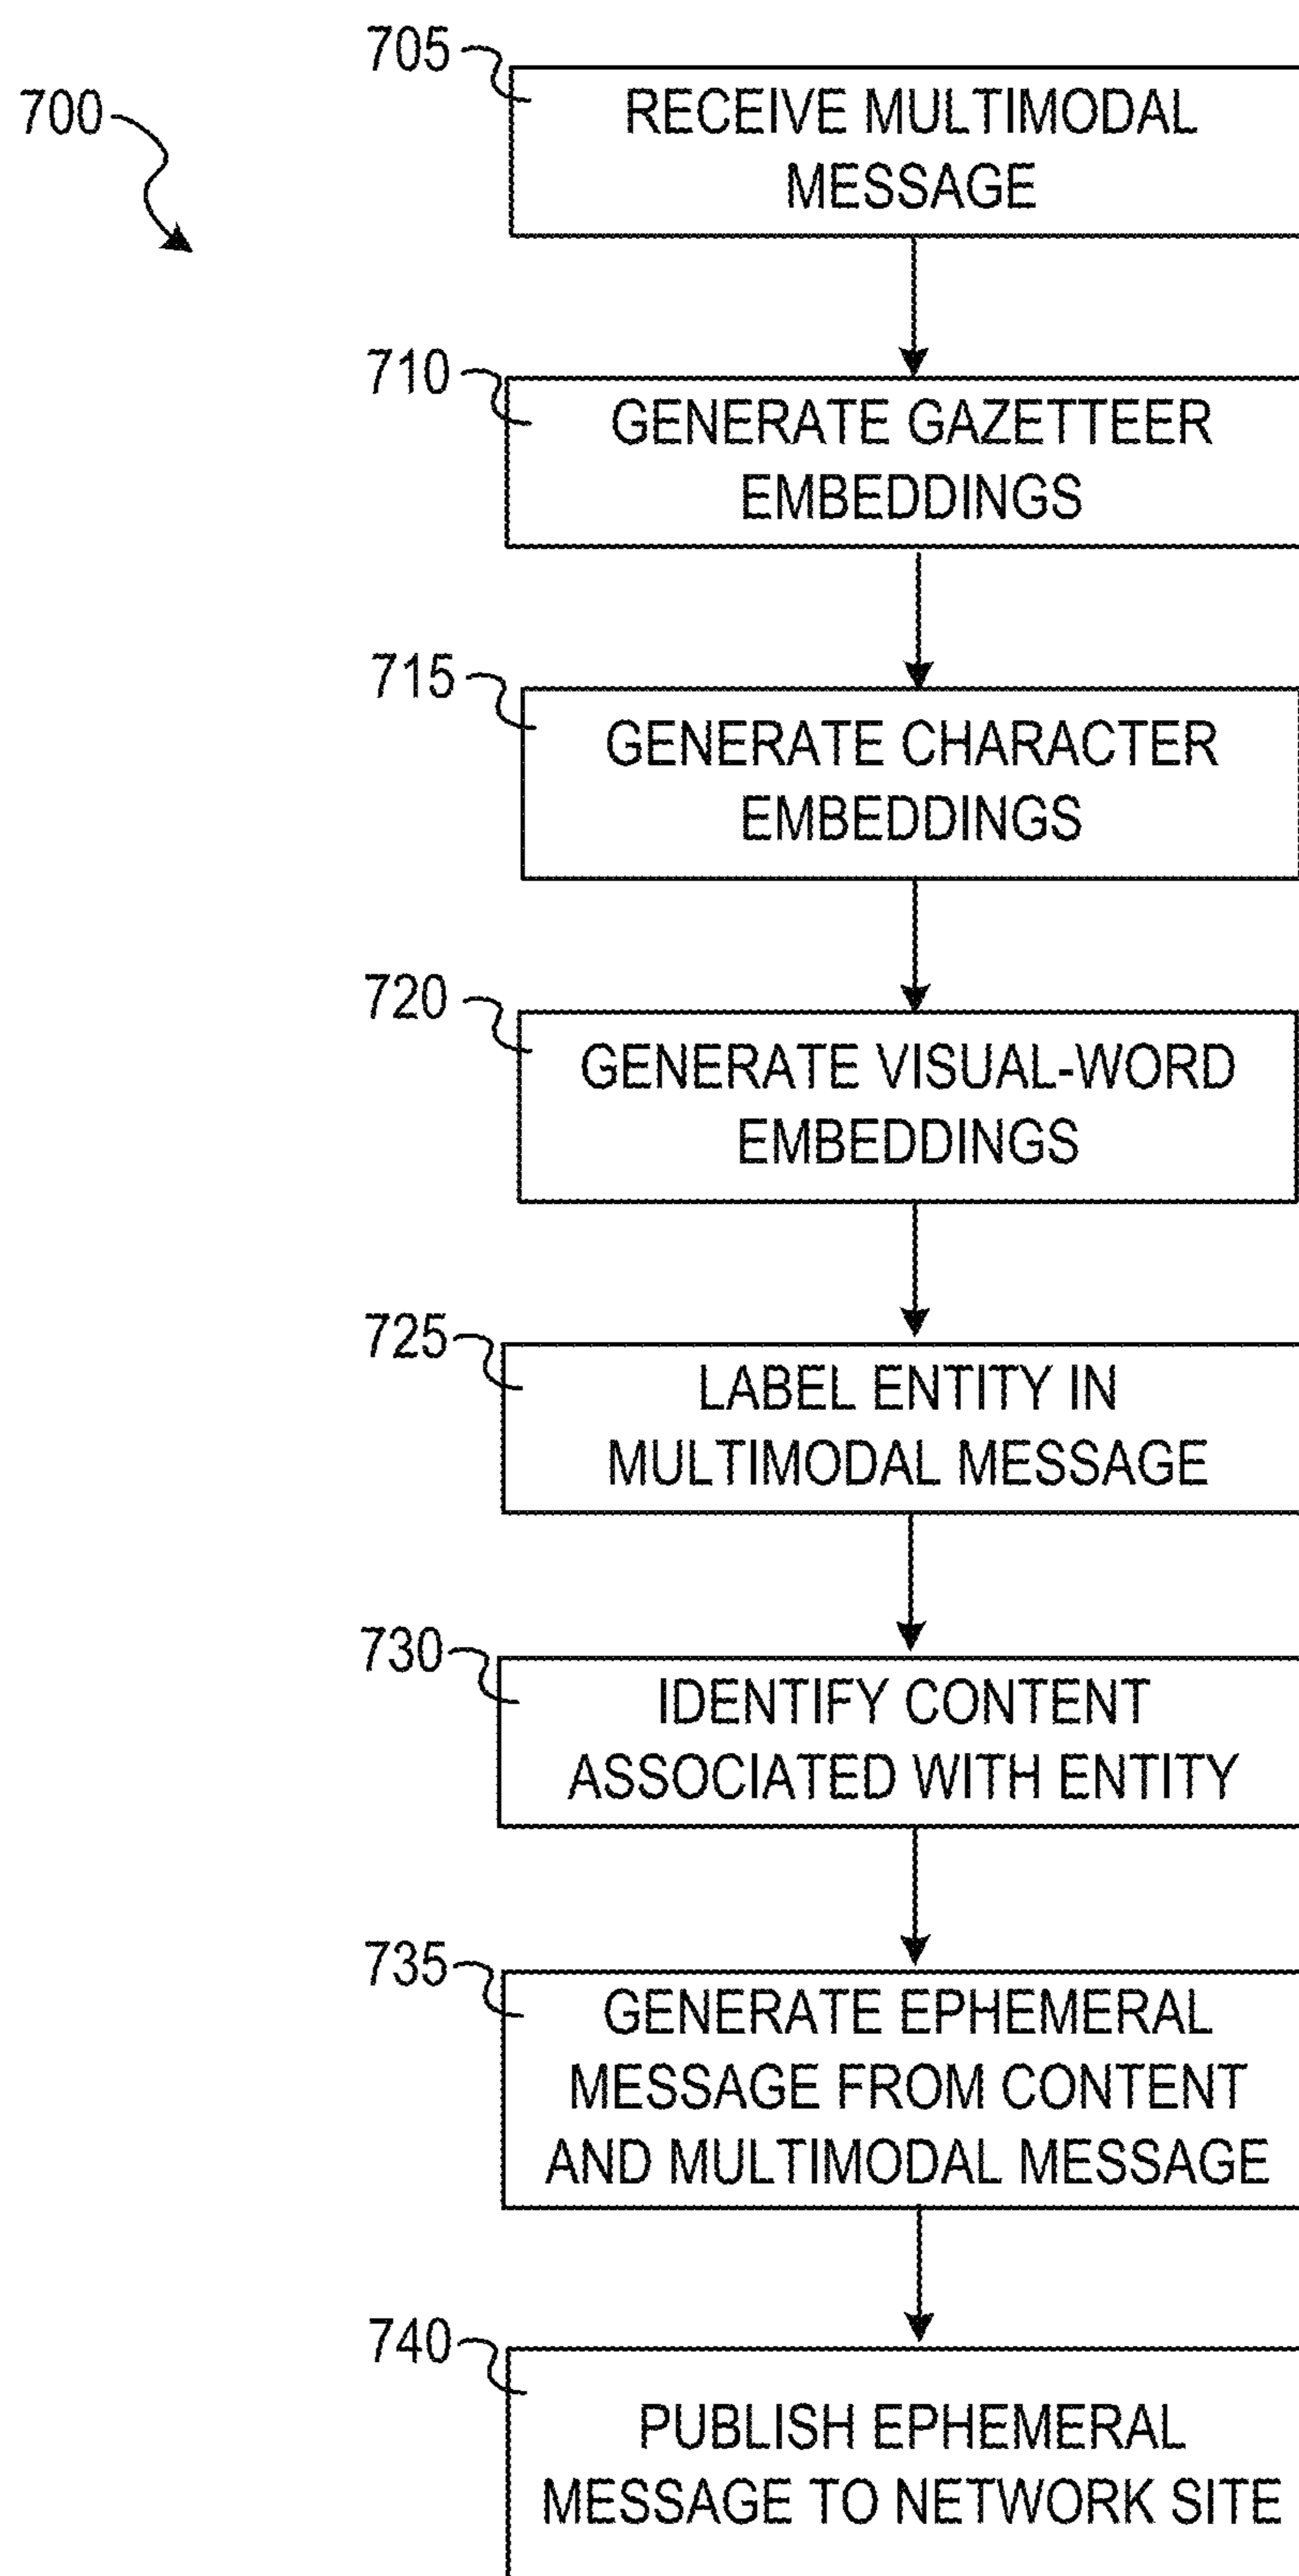 700
705
RECEIVE MULTIMODAL
MESSAGE
710
GENERATE GAZETTEER
EMBEDDINGS
715
GENERATE CHARACTER
EMBEDDINGS
720
GENERATE VISUAL-WORD
EMBEDDINGS
725
LABEL ENTITY IN
MULTIMODAL MESSAGE
730
IDENTIFY CONTENT
ASSOCIATED WITH ENTITY
735
GENERATE EPHEMERAL
MESSAGE FROM CONTENT
AND MULTIMODAL MESSAGE
740
PUBLISH EPHEMERAL
MESSAGE TO NETWORK SITE